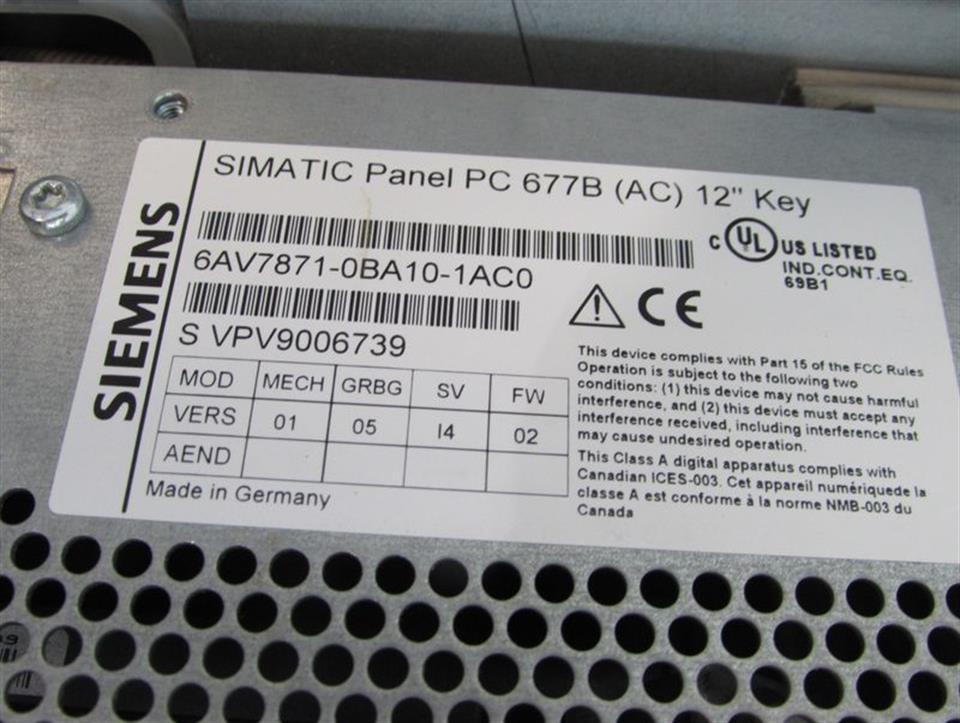 SIEMENS
SIMATIC Panel PC 677B (AC) 12" Key
6AV7871-0BA10-1AC0
S VPV9006739
C UL US LISTED
IND.CONT.EQ.
69B1
CE
MOD MECH GRBG SV FW
VERS 01 05 I4 02
AEND
Made in Germany
This device complies with Part 15 of the FCC Rules
Operation is subject to the following two
conditions: (1) this device may not cause harmful
interference, and (2) this device must accept any
interference received, including interference that
may cause undesired operation.
This Class A digital apparatus complies with
Canadian ICES-003. Cet appareil numériquede la
classe A est conforme à la norme NMB-003 du
Canada